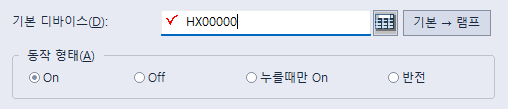 기본 디바이스(D): HX00000 기본 → 램프
동작 형태(A)
On Off 누를때만 On 반전